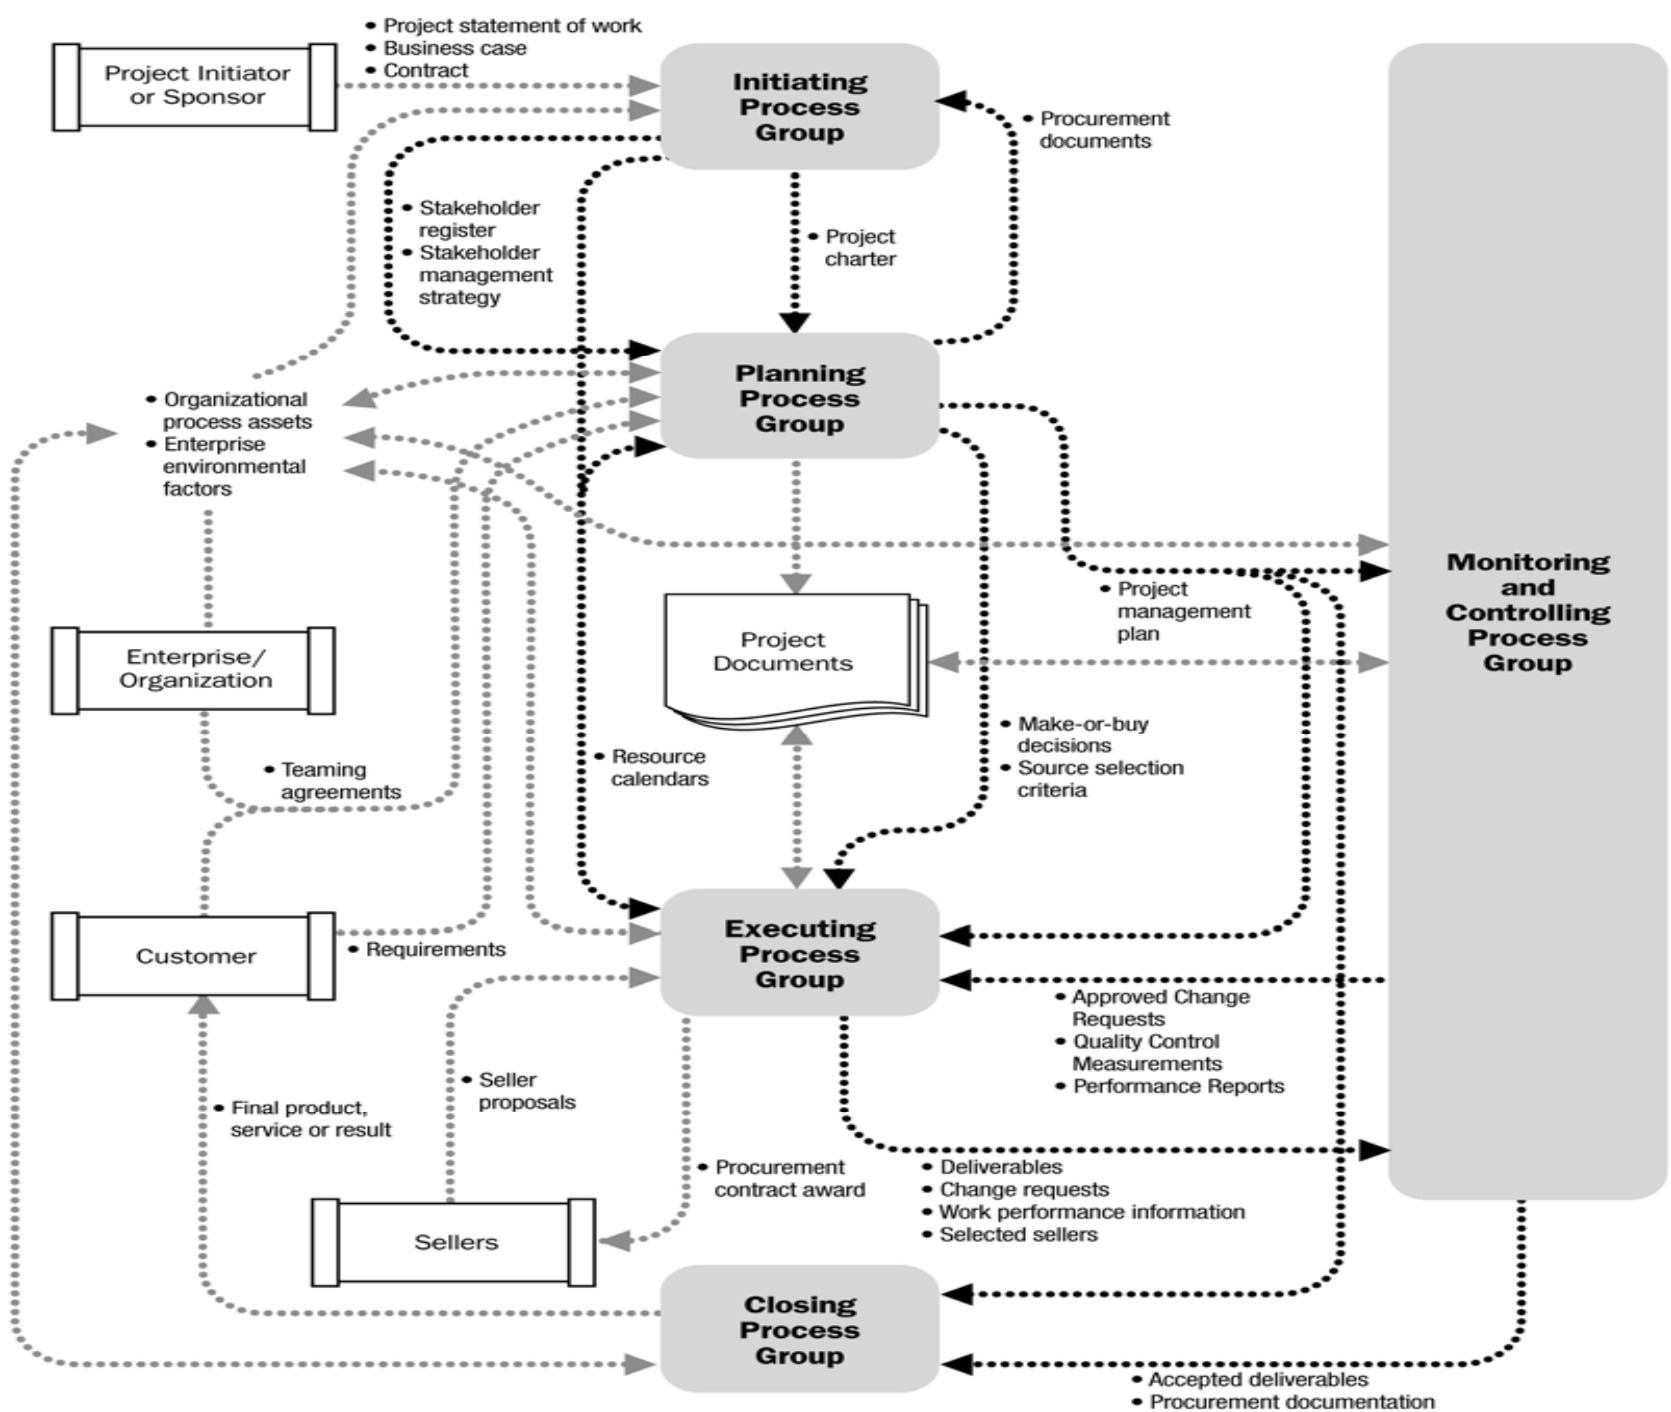 • Project statement of work
• Business case
• Contract
Project Initiator
or Sponsor
Initiating
Process
Group
• Procurement
documents
• Stakeholder
register
• Stakeholder
management
strategy
• Project
charter
Planning
Process
Group
• Organizational
process assets
• Enterprise
environmental
factors
Monitoring
and
Controlling
Process
Group
• Project
management
plan
Project
Documents
Enterprise/
Organization
• Make-or-buy
decisions
• Source selection
criteria
• Resource
calendars
• Teaming
agreements
Executing
Process
Group
Customer
• Requirements
• Approved Change
Requests
• Quality Control
Measurements
• Performance Reports
• Seller
proposals
• Final product,
service or result
• Procurement
contract award
• Deliverables
• Change requests
• Work performance information
• Selected sellers
Sellers
Closing
Process
Group
• Accepted deliverables
• Procurement documentation